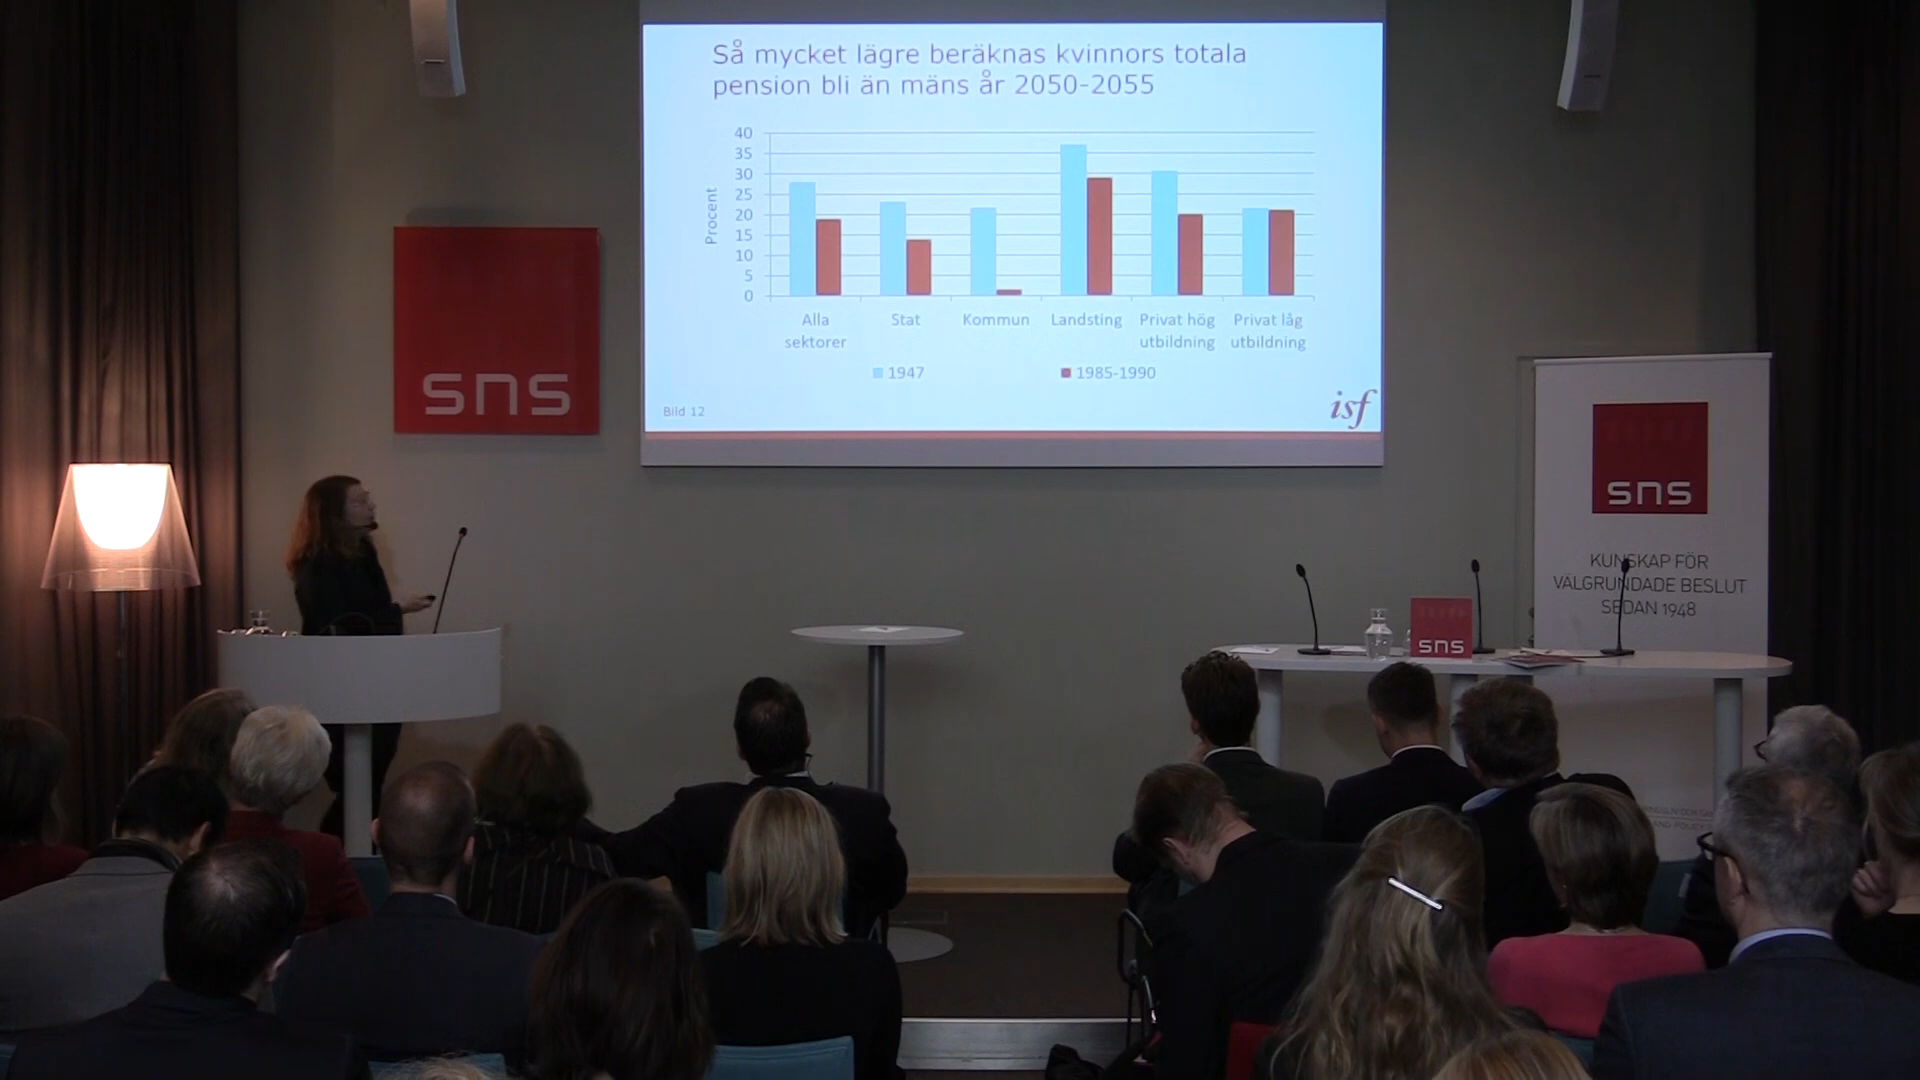 Så mycket lägre beräknas kvinnors totala
pension bli än mäns år 2050-2055
Procent
40
35
30
25
20
15
10
5
0
Alla
sektorer
Stat
Kommun
Landsting
Privat hög
utbildning
Privat låg
utbildning
1947
1985-1990
Bild 12
isf
sns
sns
KUNSKAP FÖR
VÄLGRUNDADE BESLUT
SEDAN 1948
sns